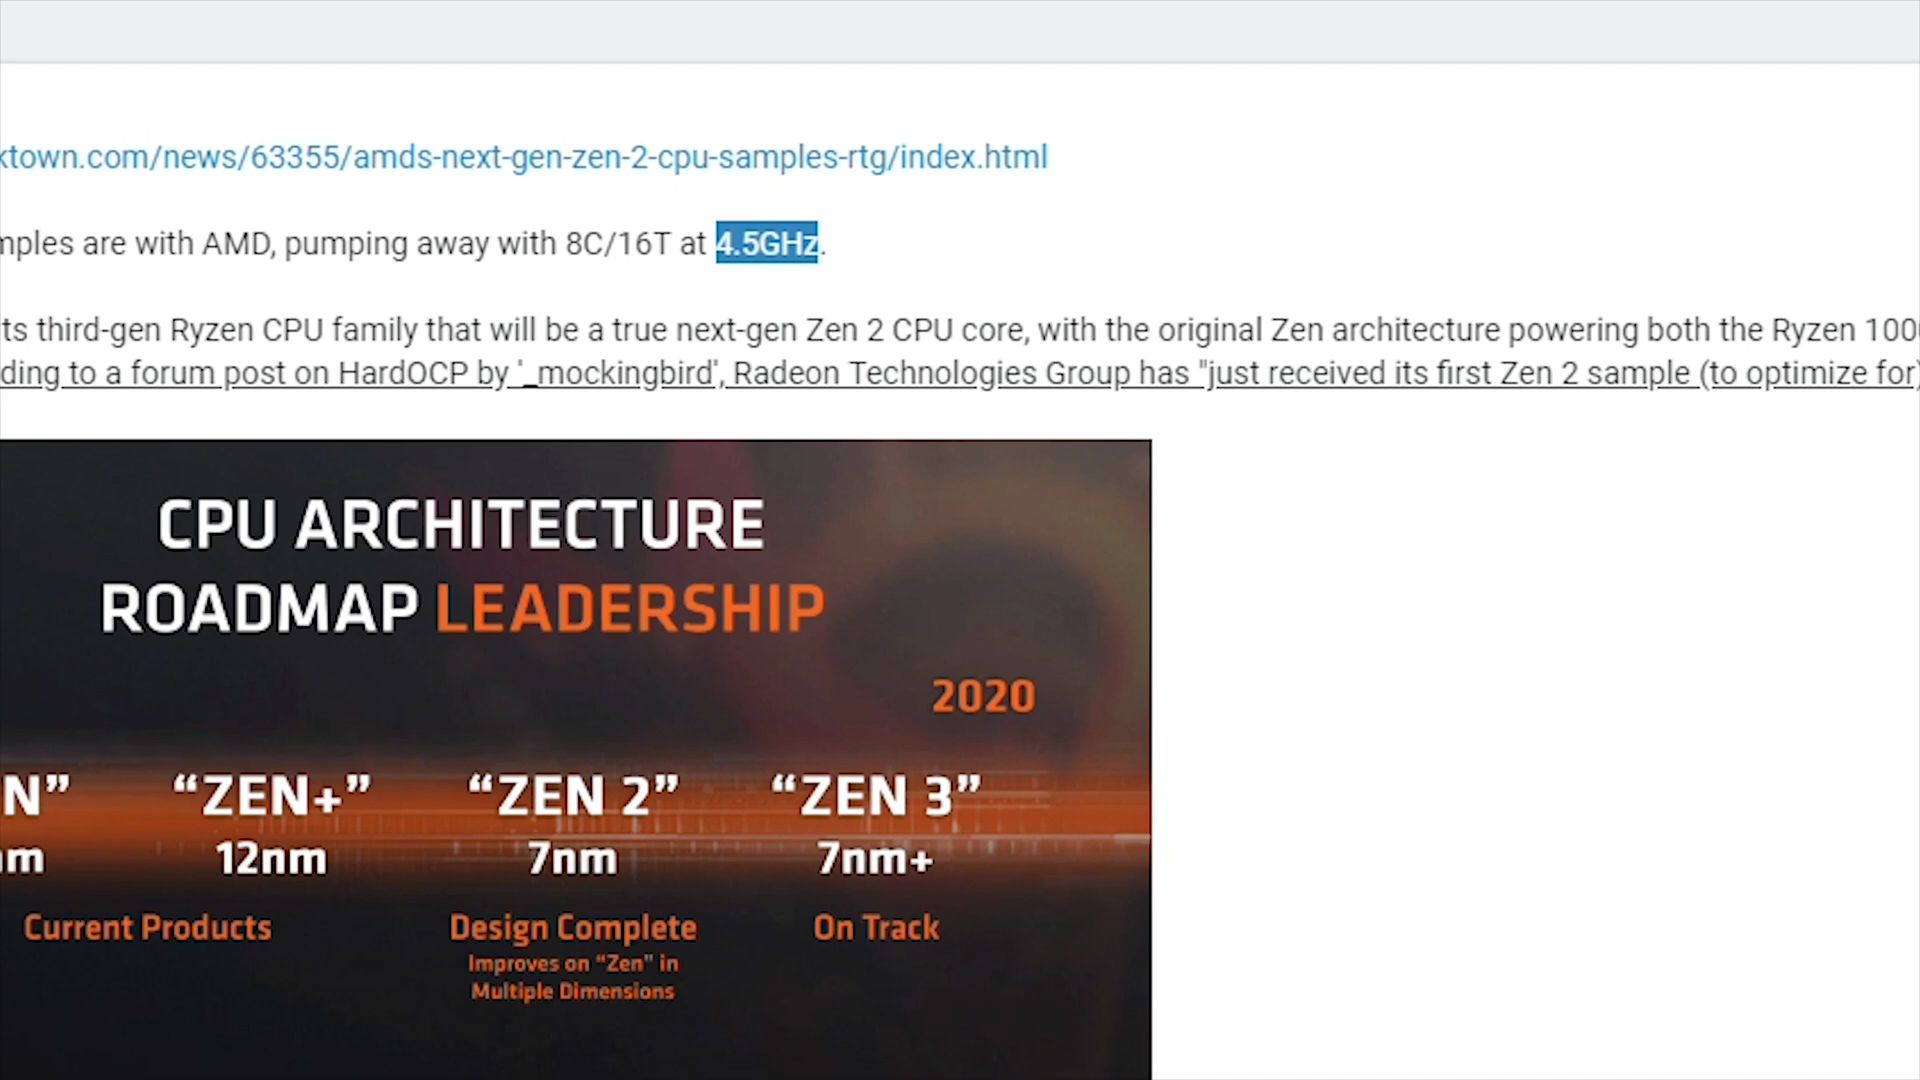 ktown.com/news/63355/amds-next-gen-zen-2-cpu-samples-rtg/index.html
mples are with AMD, pumping away with 8C/16T at 4.5GHz.
ts third-gen Ryzen CPU family that will be a true next-gen Zen 2 CPU core, with the original Zen architecture powering both the Ryzen 100
ding to a forum post on HardOCP by '_mockingbird', Radeon Technologies Group has "just received its first Zen 2 sample (to optimize for)
CPU ARCHITECTURE
ROADMAP LEADERSHIP
2020
N” “ZEN+” “ZEN 2” “ZEN 3”
nm 12nm 7nm 7nm+
Current Products Design Complete On Track
Improves on “Zen” in
Multiple Dimensions